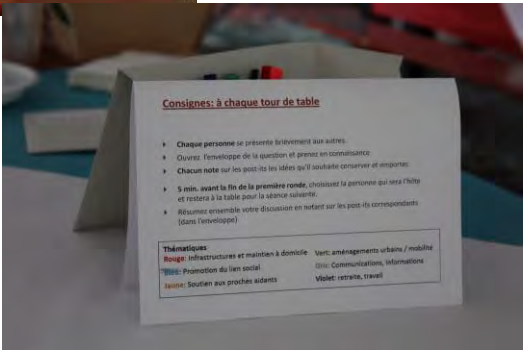 Consignes: à chaque tour de table
Chaque personne se présente brièvement aux autres.
Ouvrez l'enveloppe de la question et prenez en connaissance
Chacun note sur les post-its les idées qu'il souhaite conserver et emporter.
5 min. avant la fin de la première ronde, choisissez la personne qui sera l'hôte
et restera à la table pour la séance suivante.
Résumez ensemble votre discussion en notant sur les post-its correspondants
(dans l'enveloppe)
Thématiques
Rouge: Infrastructures et maintien à domicile
Vert: aménagements urbains / mobilité
Bleu: Promotion du lien social
Gris: Communications, informations
Jaune: Soutien aux proches aidants
Violet: retraite, travail